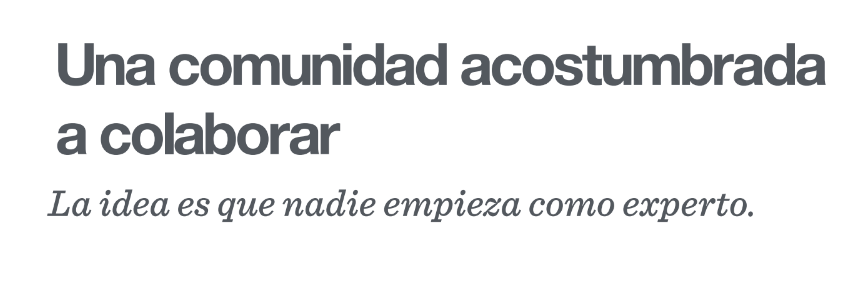 Una comunidad acostumbrada
a colaborar
La idea es que nadie empieza como experto.